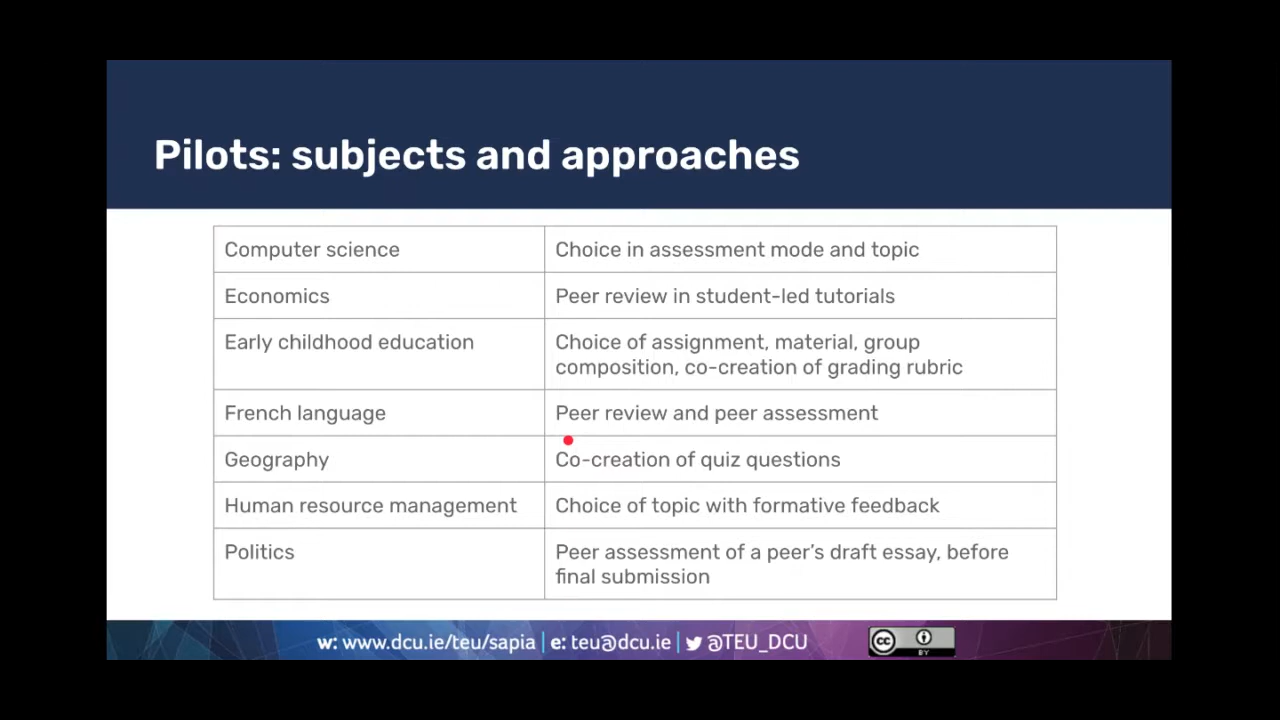 Pilots: subjects and approaches
Computer science
Choice in assessment mode and topic
Economics
Peer review in student-led tutorials
Early childhood education
Choice of assignment, material, group
composition, co-creation of grading rubric
French language
Peer review and peer assessment
Geography
Co-creation of quiz questions
Human resource management
Choice of topic with formative feedback
Politics
Peer assessment of a peer’s draft essay, before
final submission
w: www.dcu.ie/teu/sapia | e: teu@dcu.ie | @TEU_DCU
cc
BY